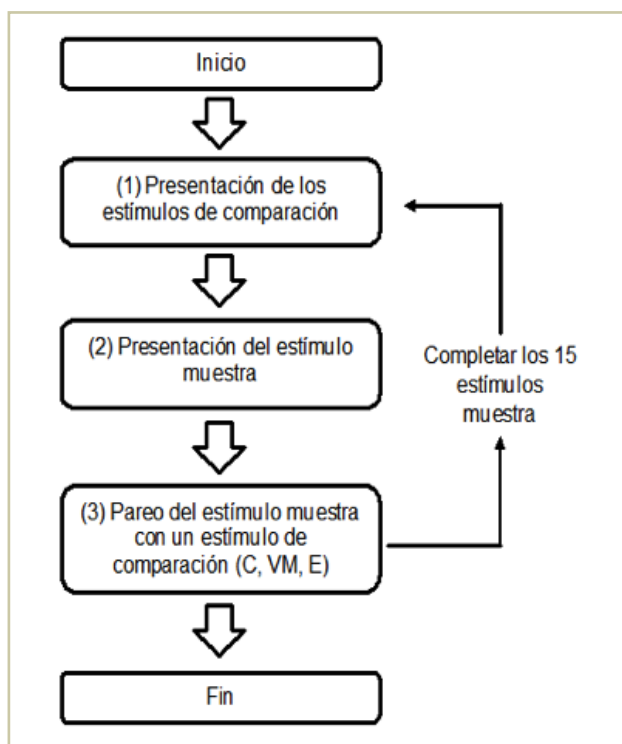 Inicio
(1) Presentación de los
estímulos de comparación
(2) Presentación del estímulo
muestra
Completar los 15
estímulos
muestra
(3) Pareo del estímulo muestra
con un estímulo de
comparación (C, VM, E)
Fin